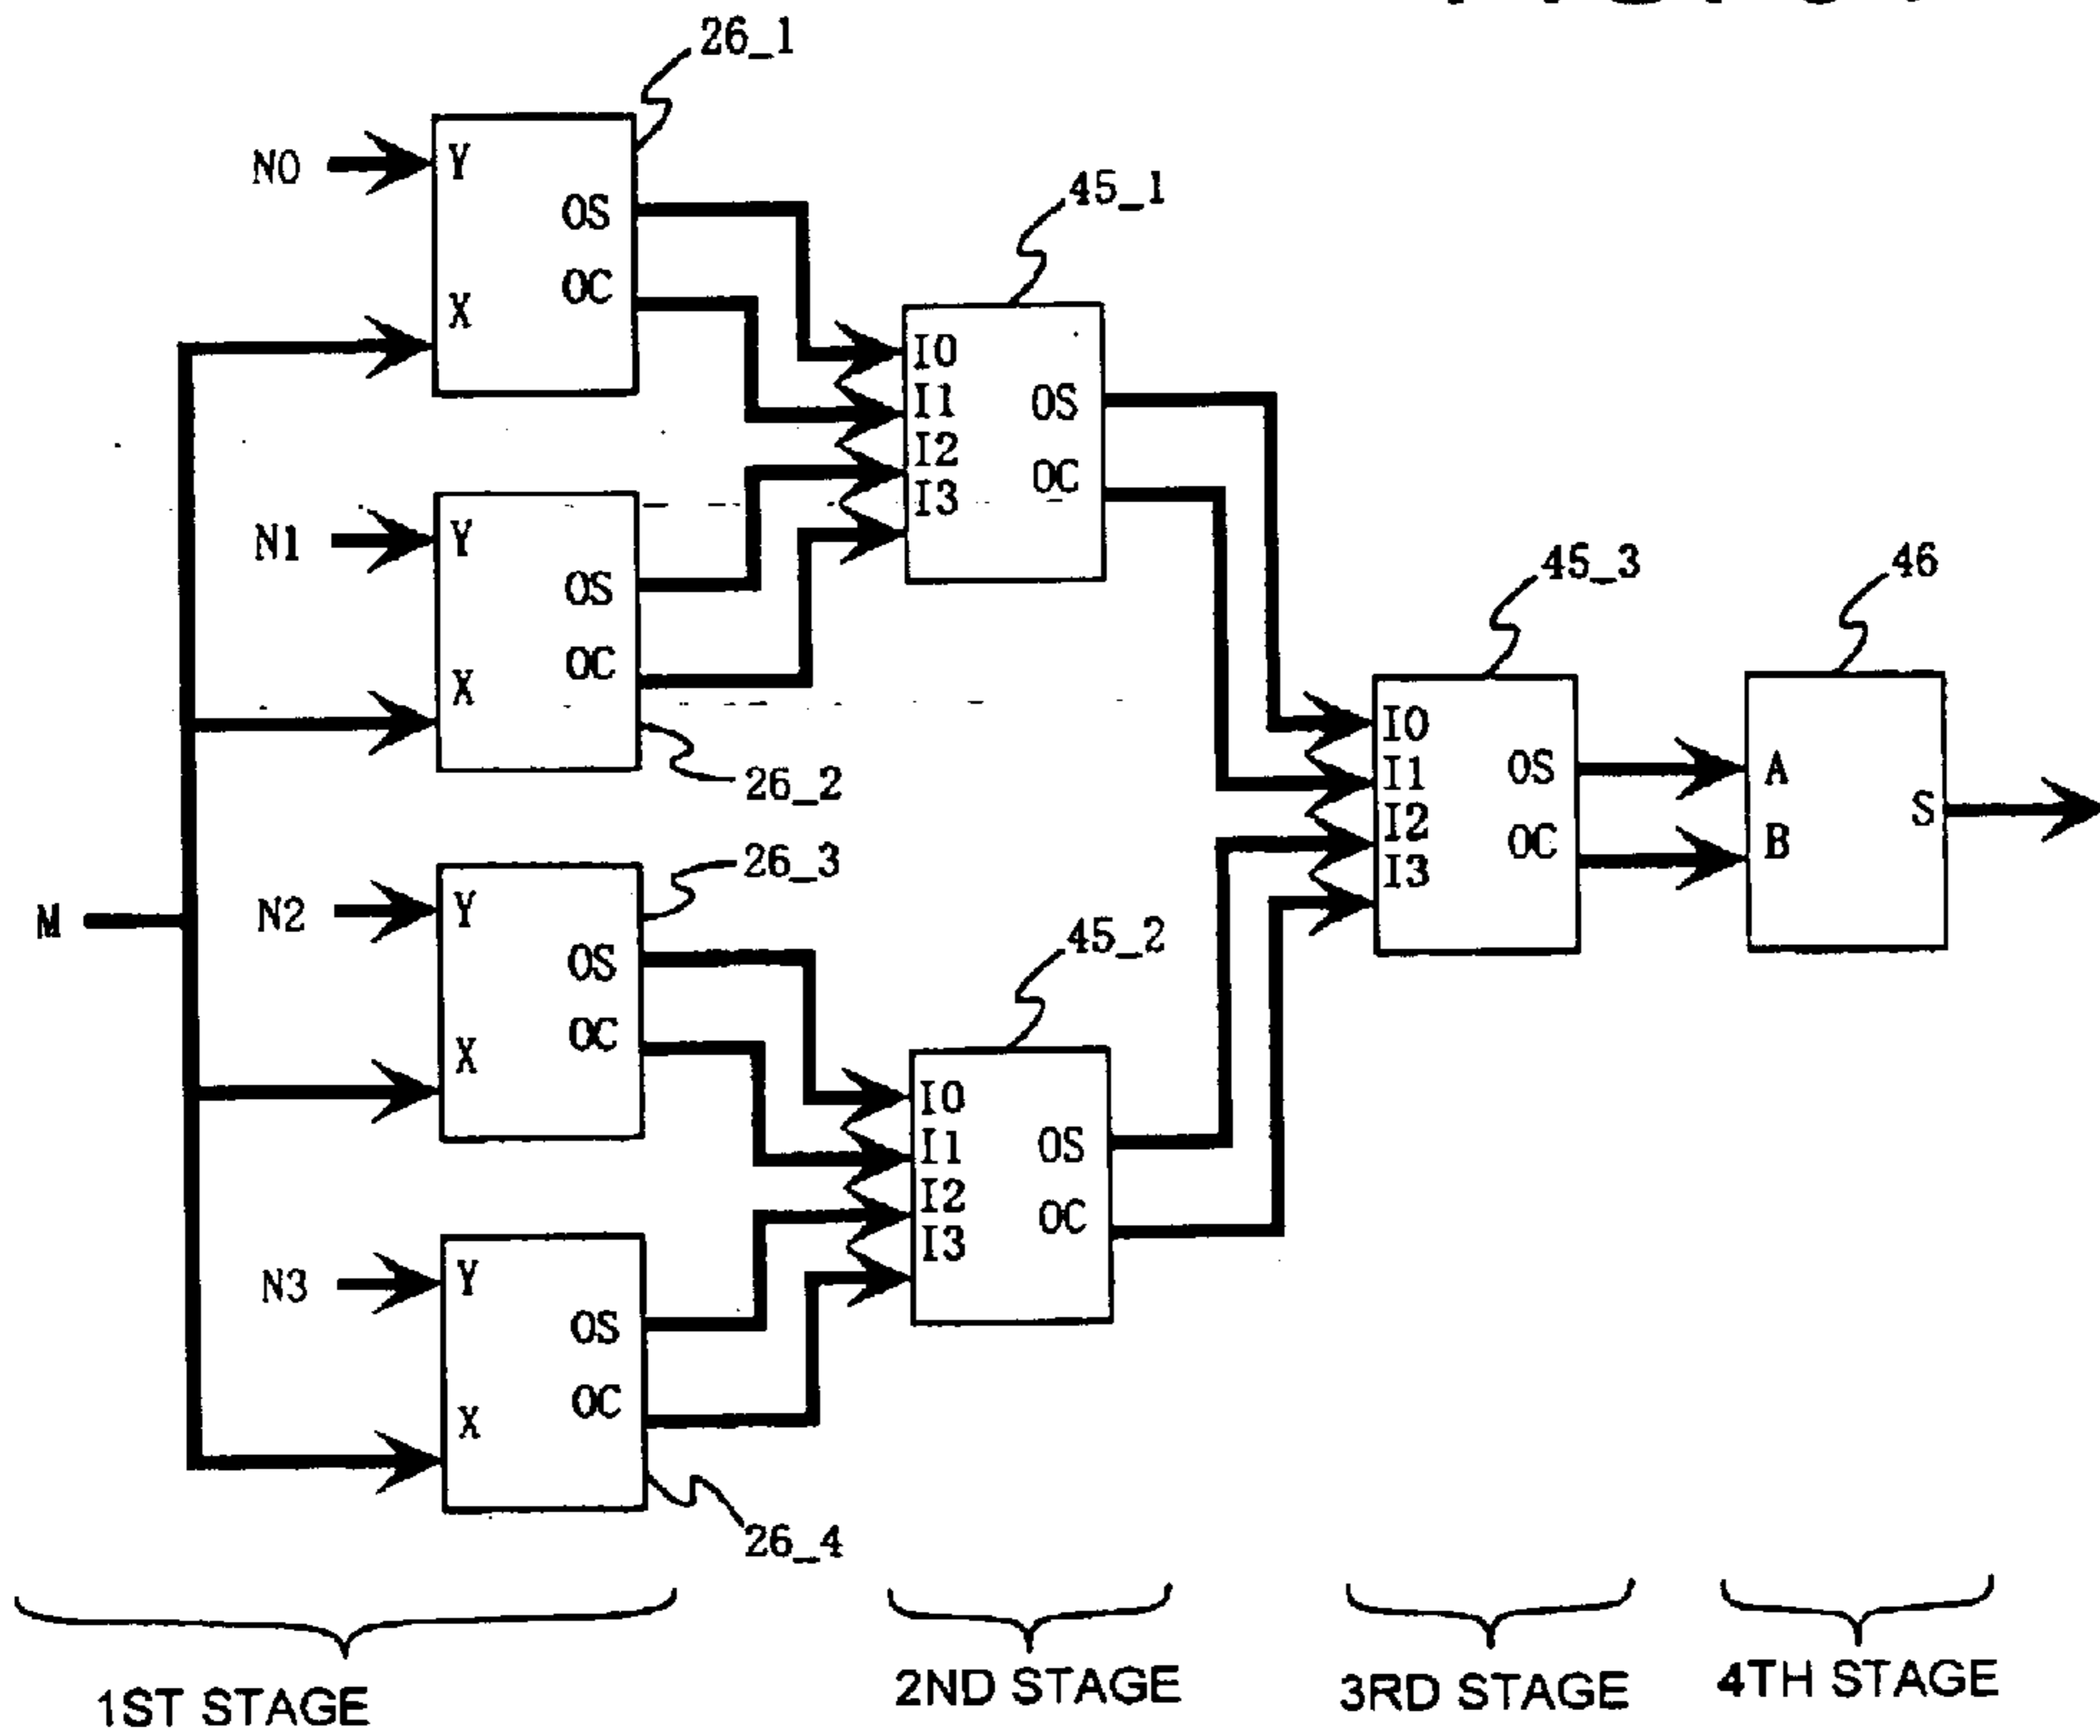 26_1
N0
Y
OS
OC
X
45_1
I0
I1
I2
I3
OS
OC
N1
Y
OS
OC
X
26_2
45_3
46
I0
I1
I2
I3
OS
OC
A
B
S
26_3
M
N2
Y
OS
OC
X
45_2
I0
I1
I2
I3
OS
OC
N3
Y
OS
OC
X
26_4
1ST STAGE
2ND STAGE
3RD STAGE
4TH STAGE